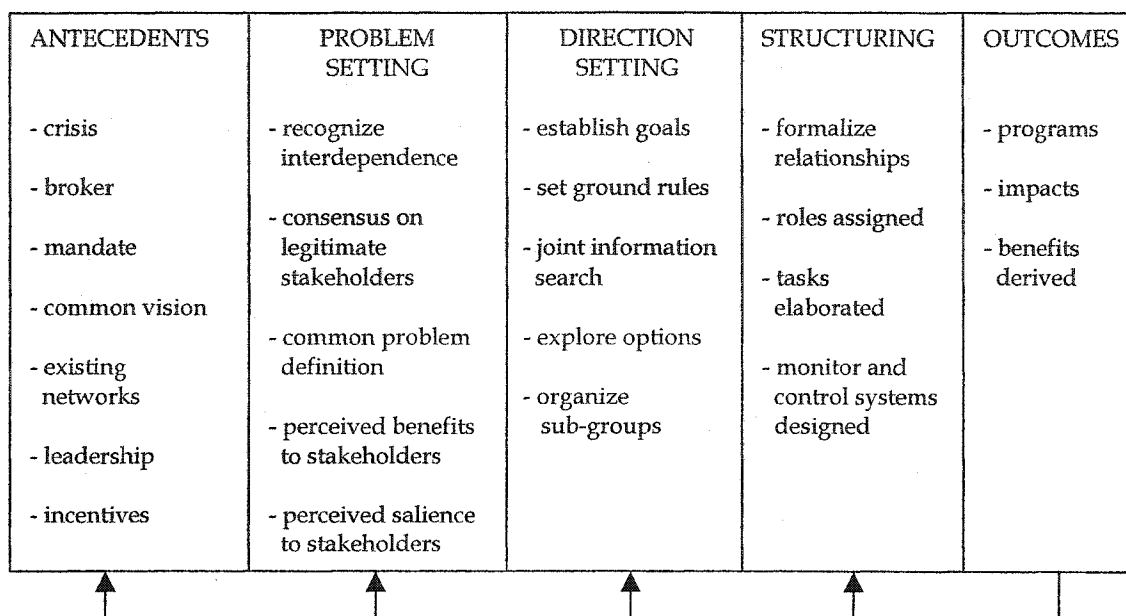 ANTECEDENTS
- crisis
- broker
- mandate
- common vision
- existing
networks
- leadership
- incentives
PROBLEM
SETTING
- recognize
interdependence
- consensus on
legitimate
stakeholders
- common problem
definition
- perceived benefits
to stakeholders
- perceived salience
to stakeholders
DIRECTION
SETTING
- establish goals
- set ground rules
- joint information
search
- explore options
- organize
sub-groups
STRUCTURING
- formalize
relationships
- roles assigned
- tasks
elaborated
- monitor and
control systems
designed
OUTCOMES
- programs
- impacts
- benefits
derived